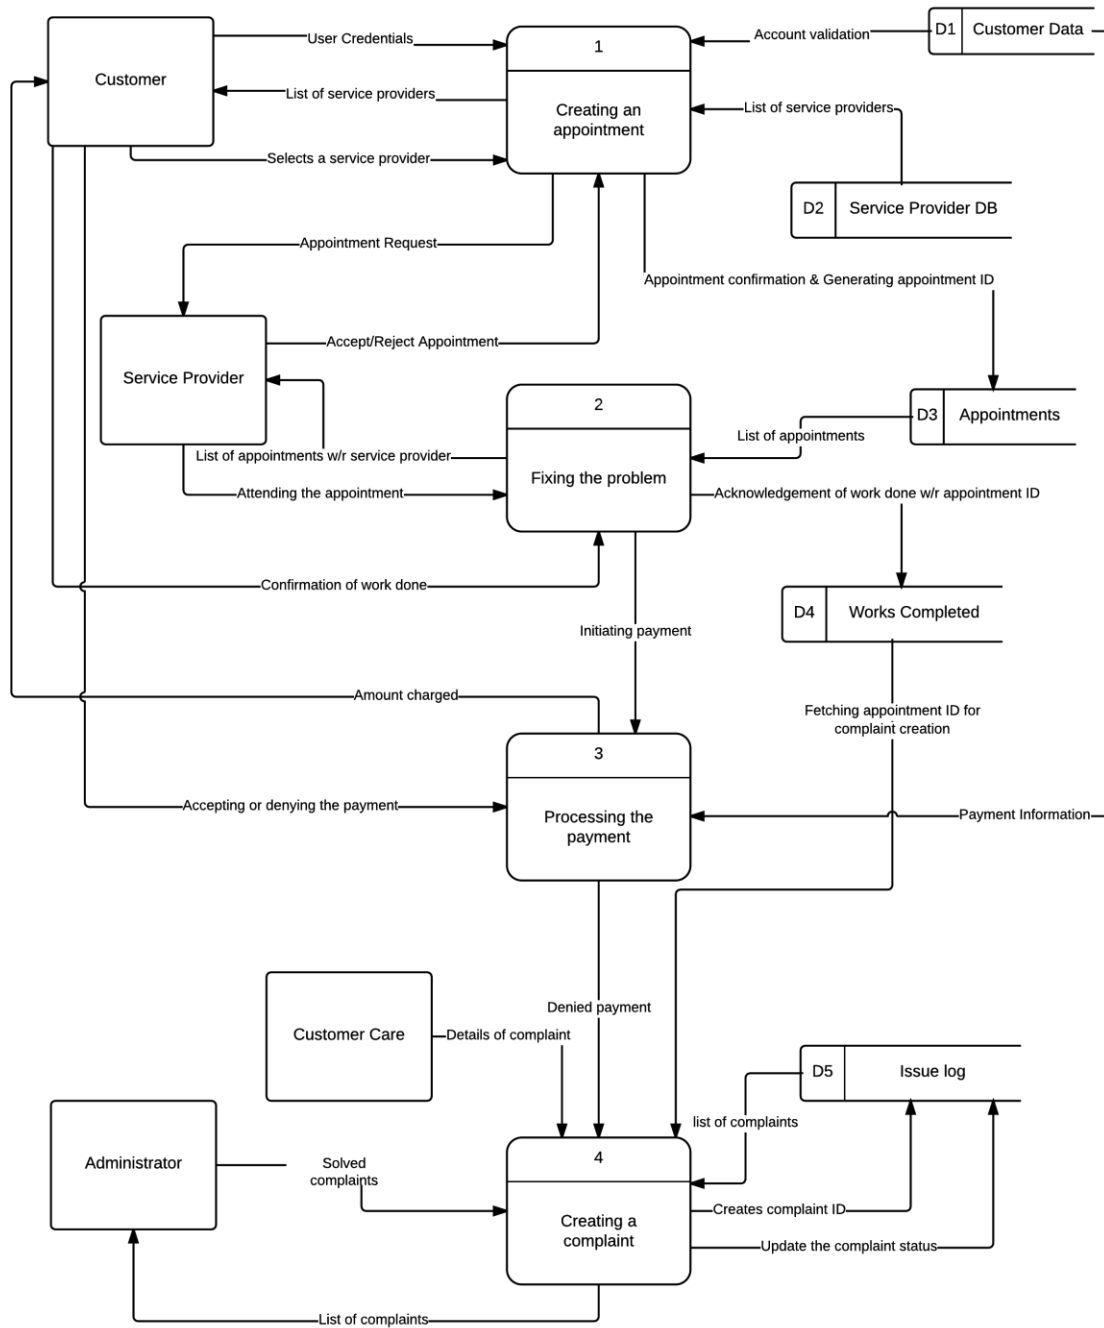 Customer
User Credentials
1
Account validation
D1
Customer Data
List of service providers
Creating an
appointment
List of service providers
Selects a service provider
D2
Service Provider DB
Appointment Request
Appointment confirmation & Generating appointment ID
Accept/Reject Appointment
Service Provider
2
D3
Appointments
List of appointments
List of appointments w/r service provider
Fixing the problem
Attending the appointment
Acknowledgement of work done w/r appointment ID
Confirmation of work done
D4
Works Completed
Initiating payment
Amount charged
Fetching appointment ID for
complaint creation
3
Accepting or denying the payment
Processing the
payment
Payment Information
Denied payment
Customer Care
Details of complaint
D5
Issue log
list of complaints
Administrator
Solved
complaints
4
Creates complaint ID
Creating a
complaint
Update the complaint status
List of complaints